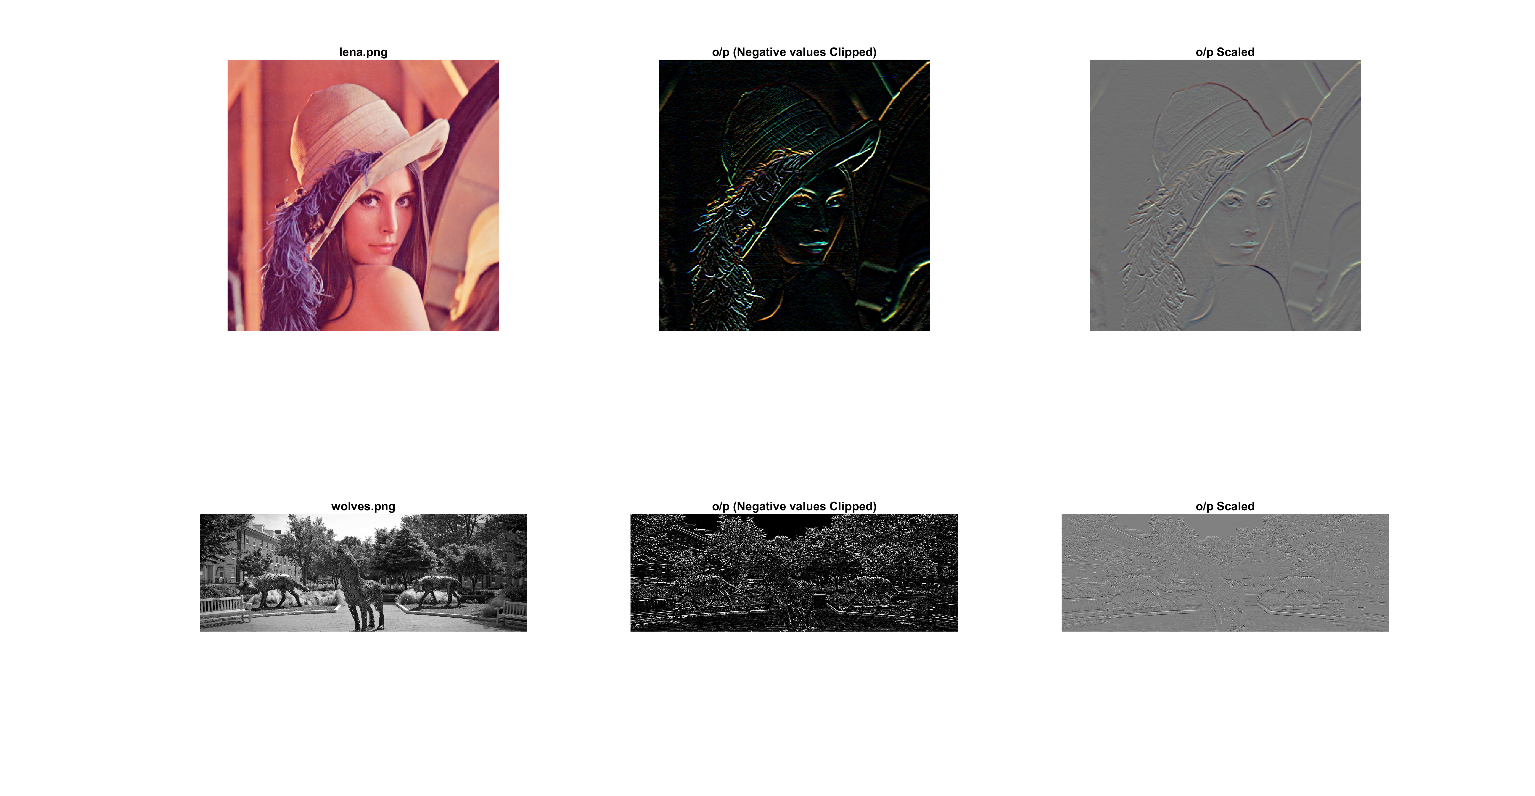 lena.png
o/p (Negative values Clipped)
o/p Scaled
wolves.png
o/p (Negative values Clipped)
o/p Scaled